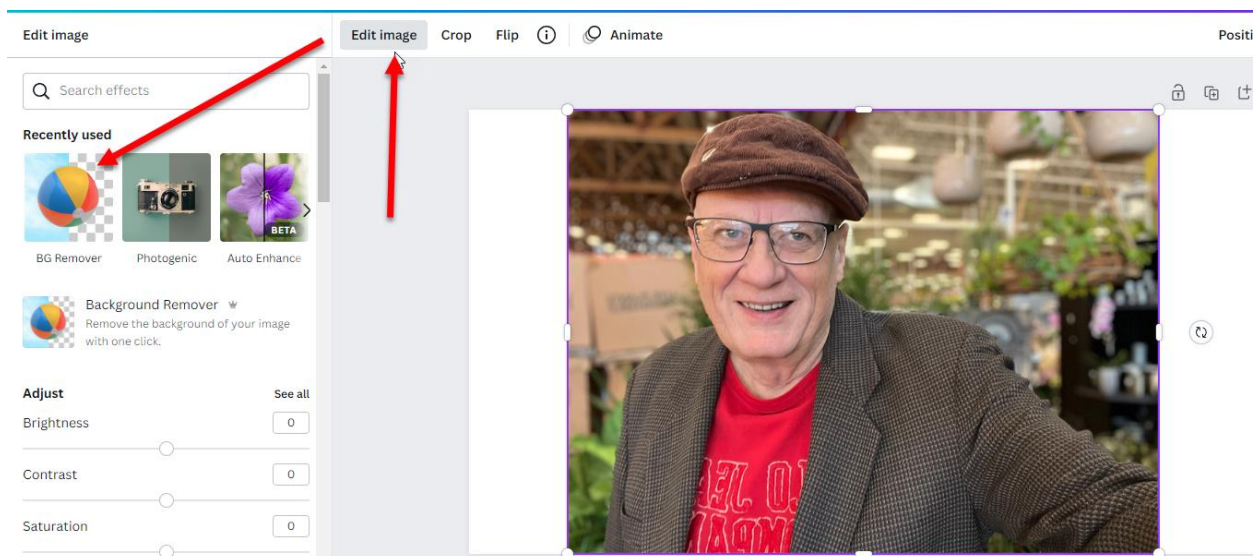 Edit image
Edit image Crop Flip Animate Positi
Search effects
Recently used
BETA
BG Remover Photogenic Auto Enhance
Background Remover
Remove the background of your image
with one click.
Adjust See all
Brightness 0
Contrast 0
Saturation 0